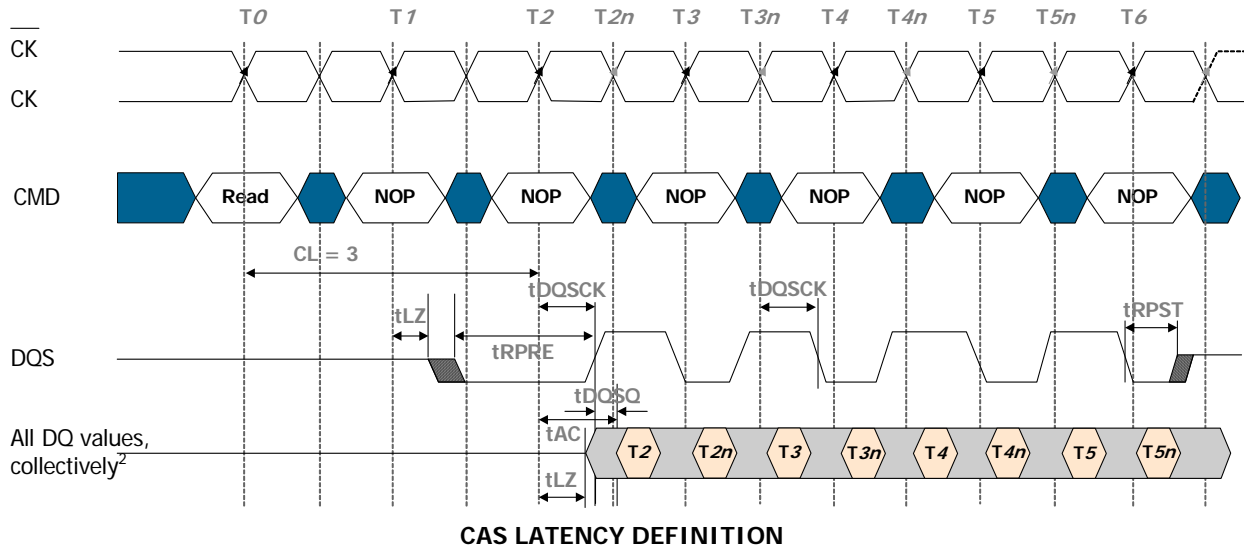 T0 T1 T2 T2n T3 T3n T4 T4n T5 T5n T6
CK
CK
CMD Read NOP NOP NOP NOP NOP NOP
CL = 3
tDQSCK tDQSCK
tLZ tRPST
tRPRE
DQS
tDQSQ
tAC
All DQ values,
collectively2
T2 T2n T3 T3n T4 T4n T5 T5n
tLZ
CAS LATENCY DEFINITION